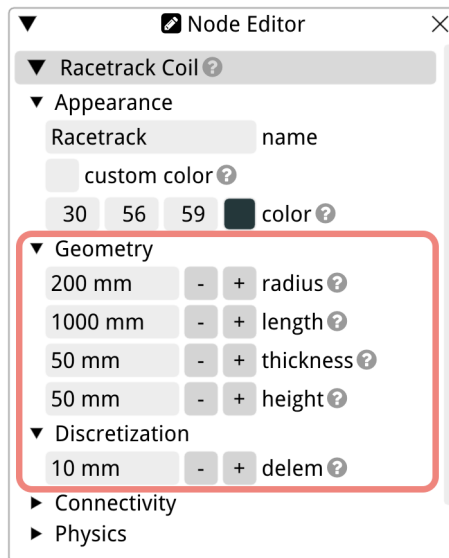 Node Editor
Racetrack Coil ?
Appearance
Racetrack name
custom color ?
30 56 59 color ?
Geometry
200 mm - + radius ?
1000 mm - + length ?
50 mm - + thickness ?
50 mm - + height ?
Discretization
10 mm - + delem ?
Connectivity
Physics